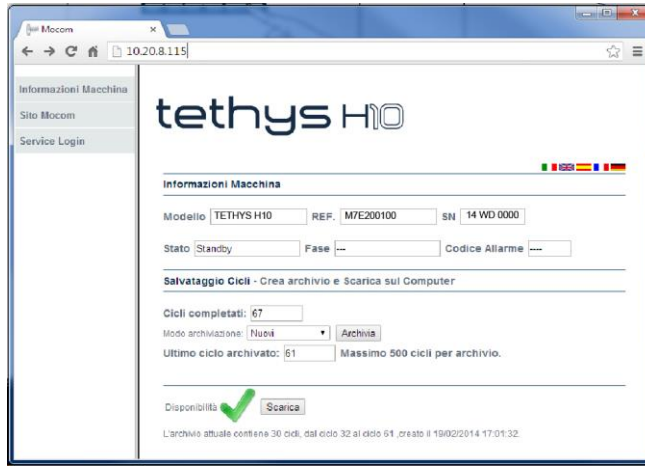 Mocom
10.20.8.115
Informazioni Macchina
Sito Mocom
Service Login
tethys H10
Informazioni Macchina
Modello TETHYS H10 REF. M7E200100 SN 14 WD 0000
Stato Standby Fase --- Codice Allarme ----
Salvataggio Cicli - Crea archivio e Scarica sul Computer
Cicli completati: 67
Modo archiviazione: Nuovi Archivia
Ultimo ciclo archivato: 61 Massimo 500 cicli per archivio.
Disponibilità Scarica
L'archivio attuale contiene 30 cicli, dal ciclo 32 al ciclo 61 ,creato il 19/02/2014 17:01:32.